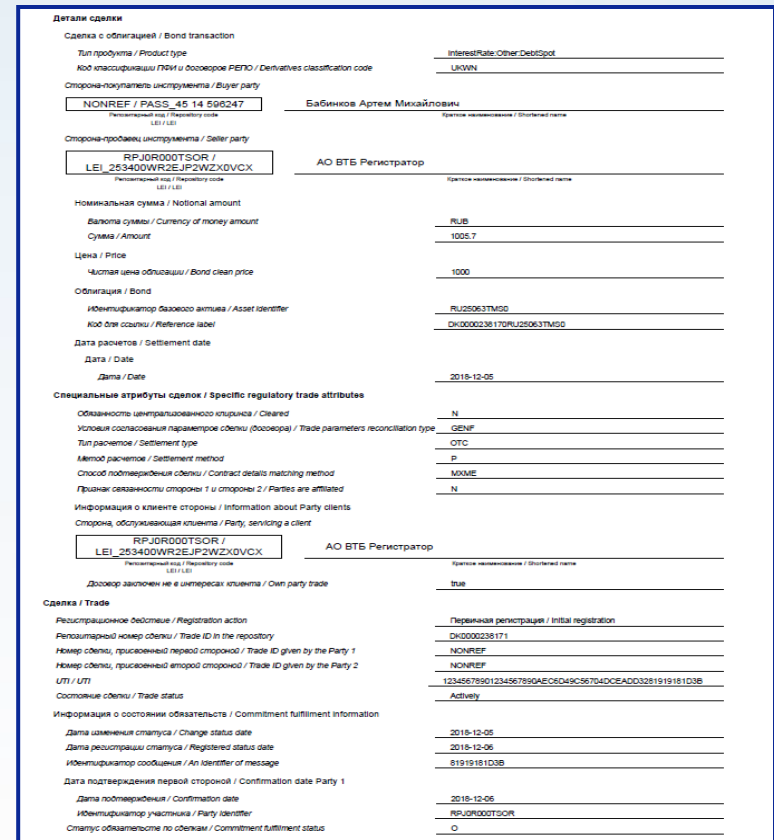 Детали сделки
Сделка с облигацией / Bond transaction
Тип продукта / Product type InterestRate:Other:DebtSpot
Код классификации ПФИ и договоров РЕПО / Derivatives classification code UKWN
Сторона-покупатель инструмента / Buyer party
NONREF / PASS_45 14 596247 Бабинков Артем Михайлович
Репозитарный код / Repository code Краткое наименование / Shortened name
LEI / LEI
Сторона-продавец инструмента / Seller party
RPJ0R000TSOR /
LEI_253400WR2EJP2WZX0VCX АО ВТБ Регистратор
Репозитарный код / Repository code Краткое наименование / Shortened name
LEI / LEI
Номинальная сумма / Notional amount
Валюта суммы / Currency of money amount RUB
Сумма / Amount 1005.7
Цена / Price
Чистая цена облигации / Bond clean price 1000
Облигация / Bond
Идентификатор базового актива / Asset Identifier RU25063TMS0
Код для ссылки / Reference label DK0000238170RU25063TMS0
Дата расчетов / Settlement date
Дата / Date
Дата / Date 2018-12-05
Специальные атрибуты сделок / Specific regulatory trade attributes
Обязанность централизованного клиринга / Cleared N
Условия согласования параметров сделки (договора) / Trade parameters reconciliation type GENF
Тип расчетов / Settlement type OTC
Метод расчетов / Settlement method P
Способ подтверждения сделки / Contract details matching method MXME
Признак связанности стороны 1 и стороны 2 / Parties are affiliated N
Информация о клиенте стороны / Information about Party clients
Сторона, обслуживающая клиента / Party, servicing a client
RPJ0R000TSOR /
LEI_253400WR2EJP2WZX0VCX АО ВТБ Регистратор
Репозитарный код / Repository code Краткое наименование / Shortened name
LEI / LEI
Договор заключен не в интересах клиента / Own party trade true
Сделка / Trade
Регистрационное действие / Registration action Первичная регистрация / Initial registration
Репозитарный номер сделки / Trade ID in the repository DK0000238171
Номер сделки, присвоенный первой стороной / Trade ID given by the Party 1 NONREF
Номер сделки, присвоенный второй стороной / Trade ID given by the Party 2 NONREF
UTI / UTI 12345678901234567890AEC6D49C56704DCEADD3281919181D3B
Состояние сделки / Trade status Actively
Информация о состоянии обязательств / Commitment fulfillment information
Дата изменения статуса / Change status date 2018-12-05
Дата регистрации статуса / Registered status date 2018-12-06
Идентификатор сообщения / An Identifier of message 81919181D3B
Дата подтверждения первой стороной / Confirmation date Party 1
Дата подтверждения / Confirmation date 2018-12-06
Идентификатор участника / Party Identifier RPJ0R000TSOR
Статус обязательств по сделкам / Commitment fulfilment status O